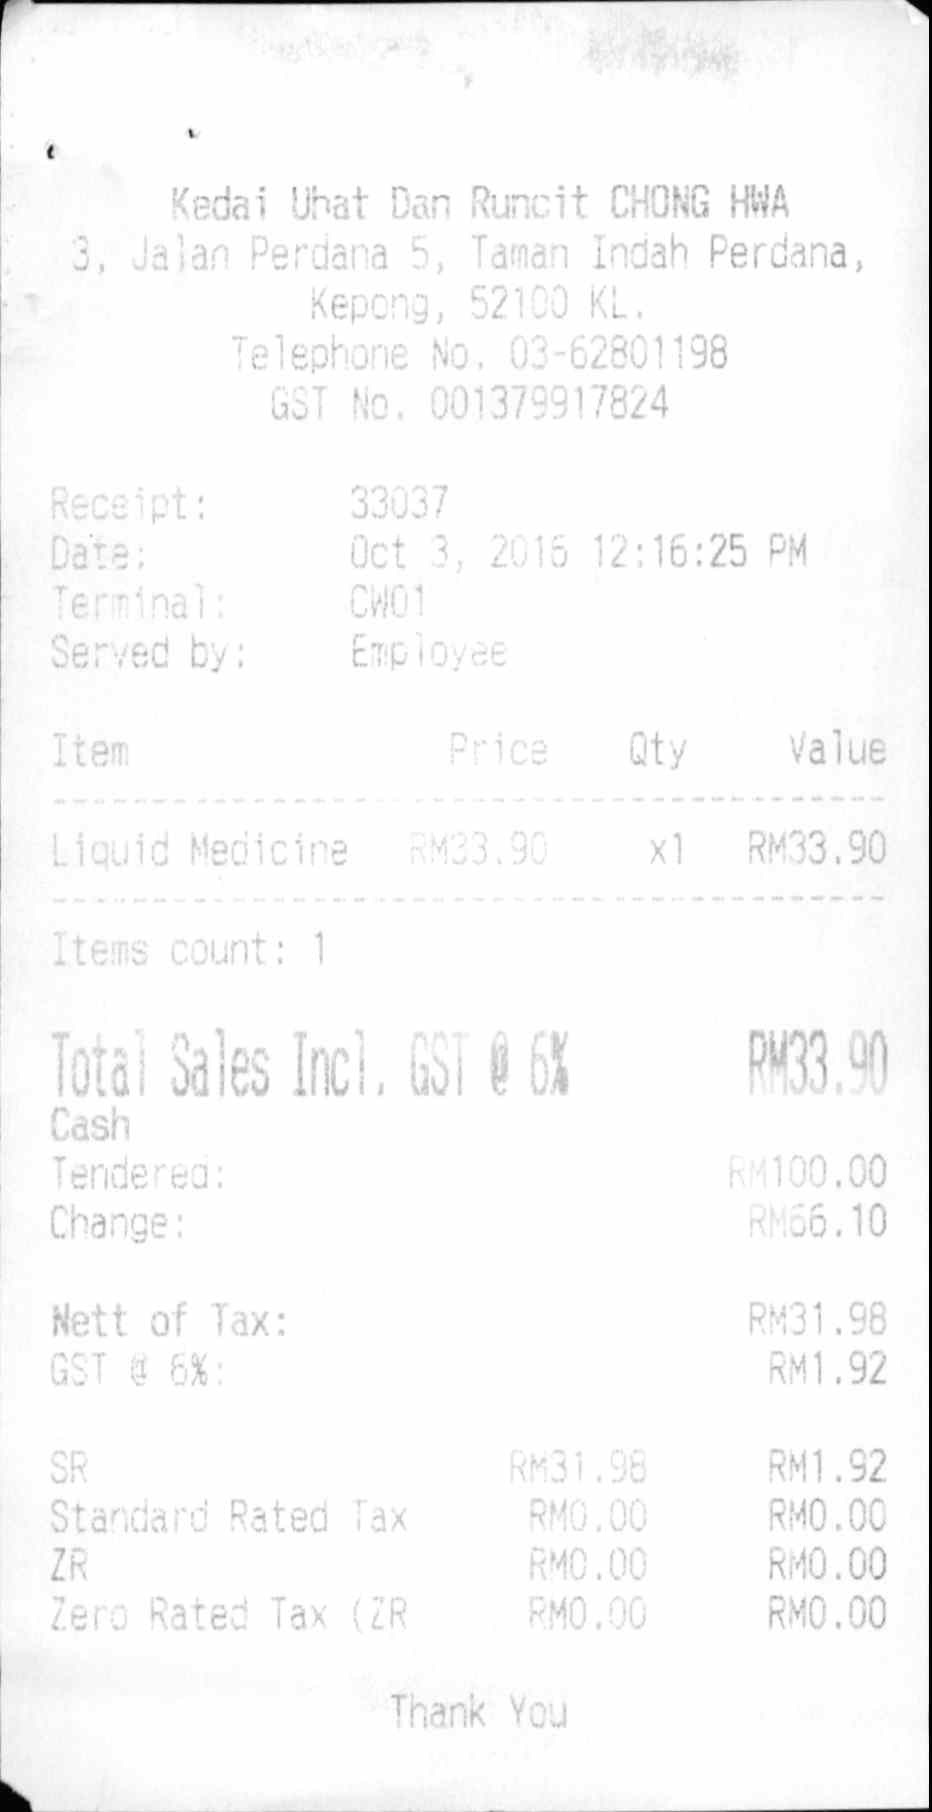 Kedai Uhat Dan Runcit CHONG HWA
3, Jalan Perdana 5, Taman Indah Perdana,
Kepong, 52100 KL.
Telephone No. 03-62801198
GST No. 001379917824
Receipt: 33037
Date: Oct 3, 2016 12:16:25 PM
Terminal: CW01
Served by: Employee
Item Price Qty Value
Liquid Medicine RM33.90 x1 RM33.90
Items count: 1
Total Sales Incl. GST @ 6% RM33.90
Cash
Tendered: RM100.00
Change: RM66.10
Nett of Tax: RM31.98
GST @ 6%: RM1.92
SR RM31.98 RM1.92
Standard Rated Tax RM0.00 RM0.00
ZR RM0.00 RM0.00
Zero Rated Tax (ZR RM0.00 RM0.00
Thank You